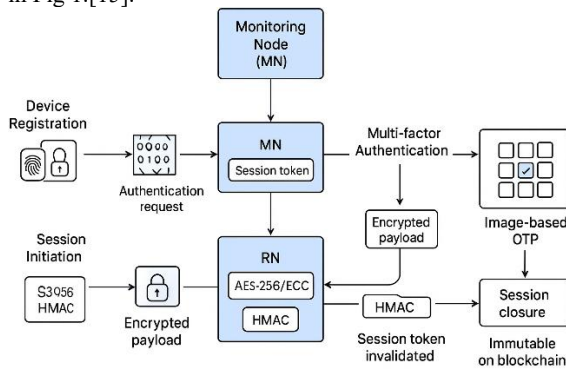 in Fig 1.[15].
Monitoring
Node
(MN)
Device
Registration
0000
0100
Authentication
request
MN
Session token
Multi-factor
Authentication
Image-based
OTP
Encrypted
payload
Session
Initiation
S3956
HMAC
Encrypted
payload
RN
AES-256/ECC
HMAC
HMAC
Session token
invalidated
Session
closure
Immutable
on blockchain